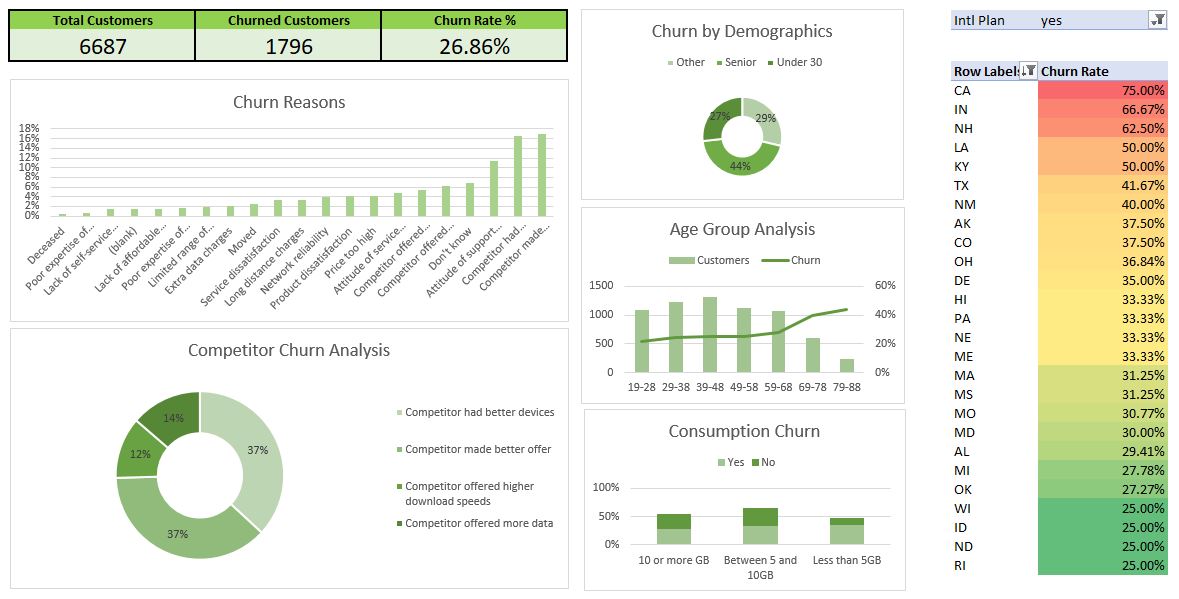 Total Customers
Churned Customers
Churn Rate %
6687
1796
26.86%
Churn Reasons
18%
16%
14%
12%
10%
8%
6%
4%
2%
0%
Deceased
Poor expertise of...
Lack of self-service...
(blank)
Lack of affordable...
Poor expertise of...
Limited range of...
Extra data charges
Moved
Service dissatisfaction
Long distance charges
Network reliability
Product dissatisfaction
Price too high
Attitude of service...
Competitor offered...
Competitor offered...
Don't know
Attitude of support...
Competitor had...
Competitor made...
Competitor Churn Analysis
14%
12%
37%
37%
Competitor had better devices
Competitor made better offer
Competitor offered higher
download speeds
Competitor offered more data
Churn by Demographics
Other
Senior
Under 30
27%
29%
44%
Age Group Analysis
Customers
Churn
1500
1000
500
0
60%
40%
20%
0%
19-28
29-38
39-48
49-58
59-68
69-78
79-88
Consumption Churn
Yes
No
100%
50%
0%
10 or more GB
Between 5 and
10GB
Less than 5GB
Intl Plan yes
Row Labels Churn Rate
CA 75.00%
IN 66.67%
NH 62.50%
LA 50.00%
KY 50.00%
TX 41.67%
NM 40.00%
AK 37.50%
CO 37.50%
OH 36.84%
DE 35.00%
HI 33.33%
PA 33.33%
NE 33.33%
ME 33.33%
MA 31.25%
MS 31.25%
MO 30.77%
MD 30.00%
AL 29.41%
MI 27.78%
OK 27.27%
WI 25.00%
ID 25.00%
ND 25.00%
RI 25.00%